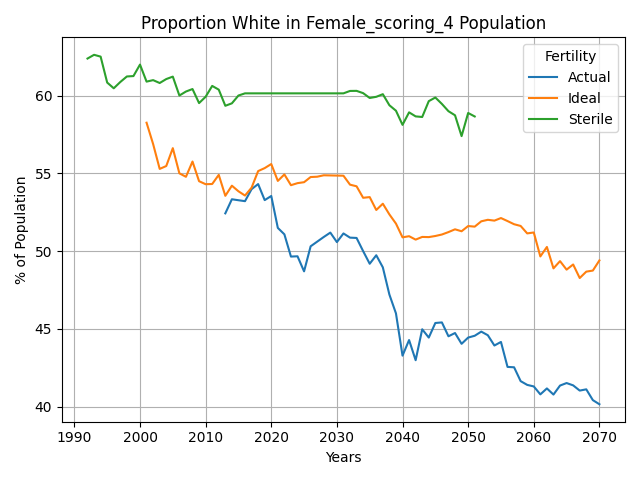 Proportion White in Female_scoring_4 Population
Fertility
Actual
Ideal
Sterile
% of Population
60
55
50
45
40
1990
2000
2010
2020
2030
2040
2050
2060
2070
Years